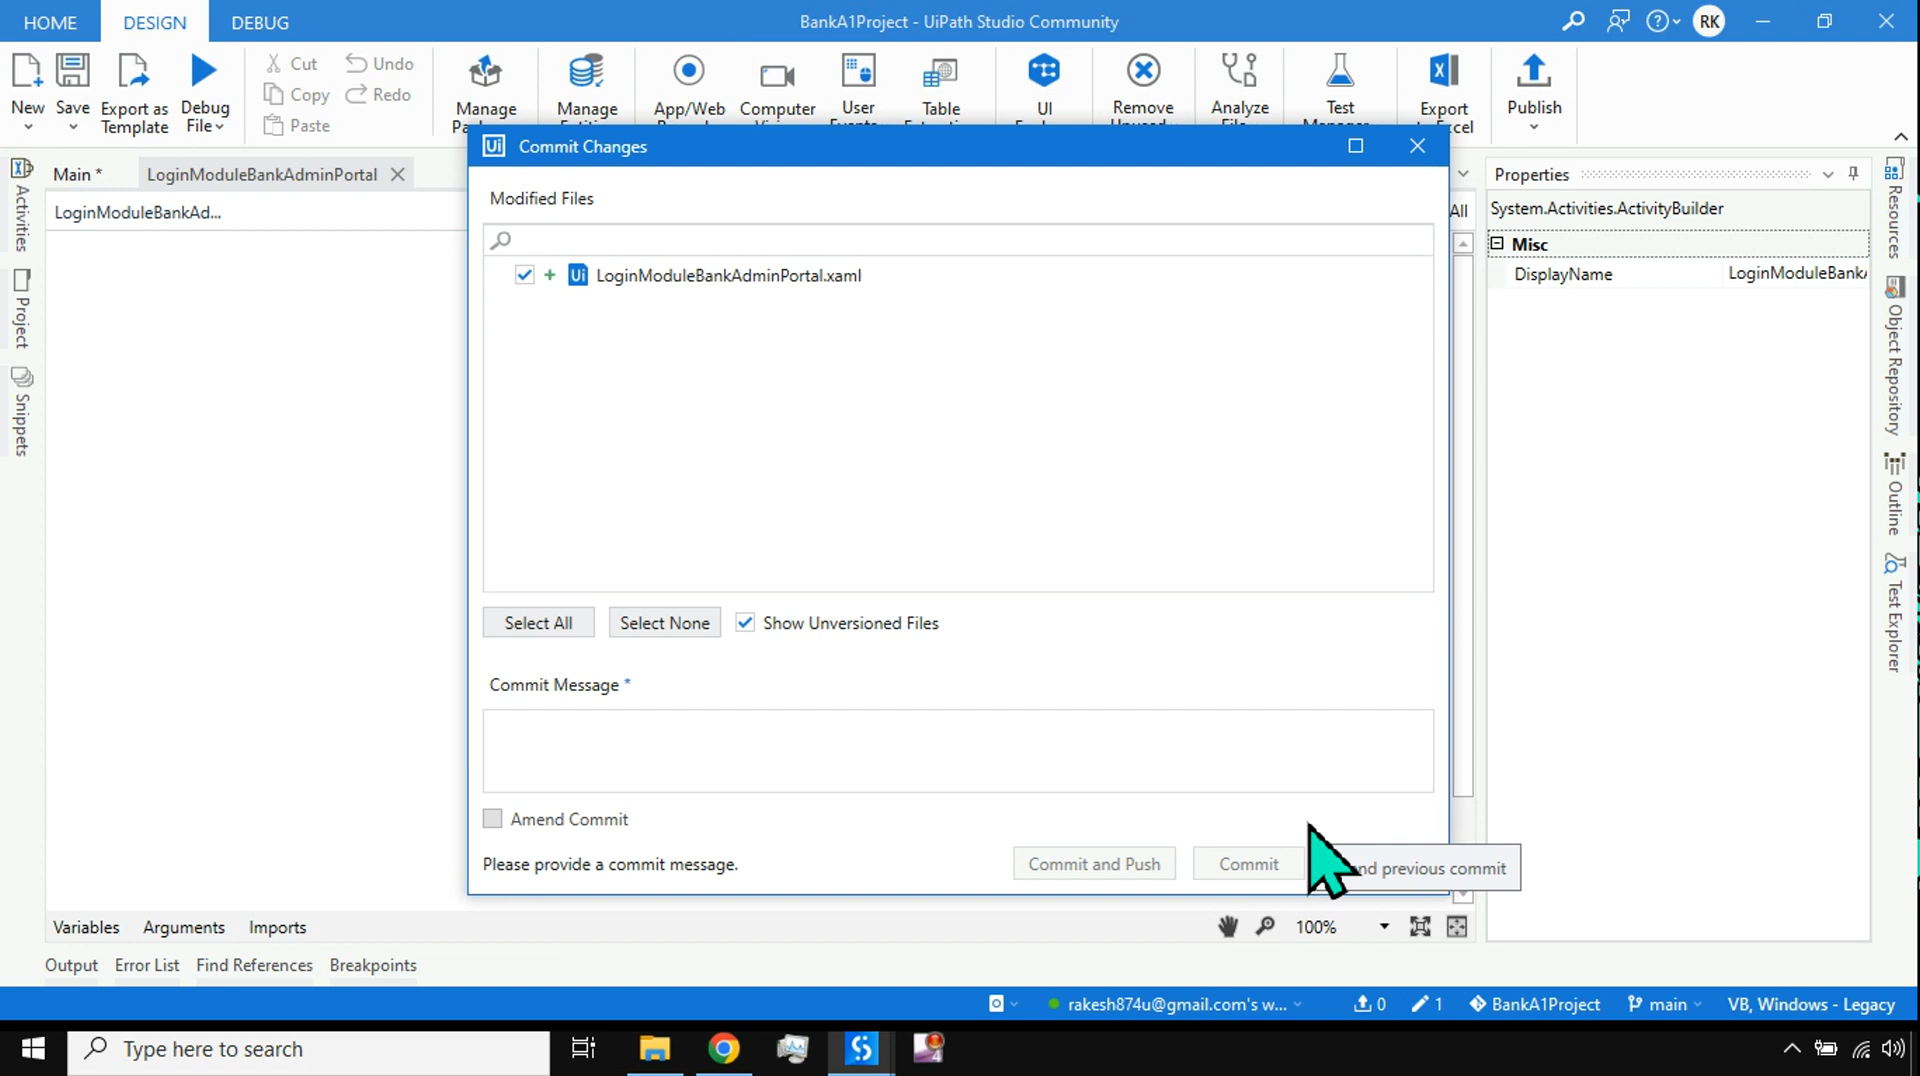 HOME DESIGN DEBUG
BankA1Project - UiPath Studio Community
RK
New Save Export as Template Debug File
Cut Copy Paste Undo Redo
Manage
Manage
App/Web
Computer
User
Table
UI
Remove
Analyze
Test
Export
Publish
Ui Commit Changes
Main * LoginModuleBankAdminPortal
LoginModuleBankAd...
Modified Files
Ui LoginModuleBankAdminPortal.xaml
Select All Select None Show Unversioned Files
Commit Message *
Amend Commit
Please provide a commit message.
Commit and Push Commit
previous commit
All
Properties
System.Activities.ActivityBuilder
Misc
DisplayName LoginModuleBank
Activities
Project
Snippets
Resources
Object Repository
Outline
Test Explorer
Variables Arguments Imports
100%
Output Error List Find References Breakpoints
rakesh874u@gmail.com's w... 0 1 BankA1Project main VB, Windows - Legacy
Type here to search